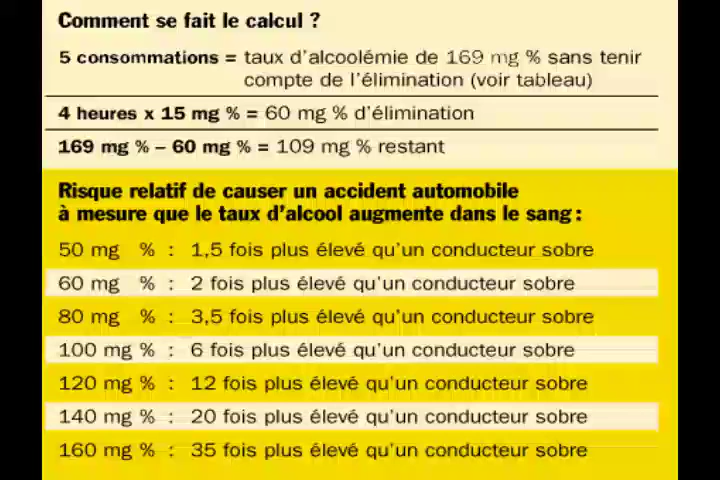 Comment se fait le calcul ?
5 consommations = taux d'alcoolémie de 169 mg % sans tenir
compte de l'élimination (voir tableau)
4 heures x 15 mg % = 60 mg % d'élimination
169 mg % – 60 mg % = 109 mg % restant
Risque relatif de causer un accident automobile
à mesure que le taux d'alcool augmente dans le sang :
50 mg % : 1,5 fois plus élevé qu'un conducteur sobre
60 mg % : 2 fois plus élevé qu'un conducteur sobre
80 mg % : 3,5 fois plus élevé qu'un conducteur sobre
100 mg % : 6 fois plus élevé qu'un conducteur sobre
120 mg % : 12 fois plus élevé qu'un conducteur sobre
140 mg % : 20 fois plus élevé qu'un conducteur sobre
160 mg % : 35 fois plus élevé qu'un conducteur sobre